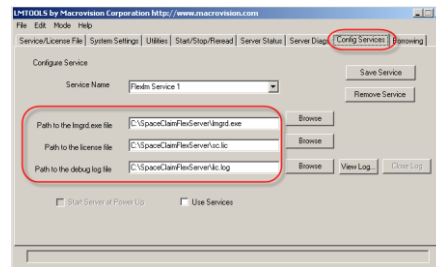 LMTOOLS by Macrovision Corporation http://www.macrovision.com
File Edit Mode Help
Service/License File System Settings Utilities Start/Stop/Reread Server Status Server Diags Config Services Borrowing
Configure Service
Save Service
Service Name Flexlm Service 1
Remove Service
Path to the lmgrd.exe file C:\SpaceClaimFlexServer\lmgrd.exe Browse
Path to the license file C:\SpaceClaimFlexServer\sc.lic Browse
Path to the debug log file C:\SpaceClaimFlexServer\lic.log Browse View Log... Close Log
Start Server at Power Up Use Services